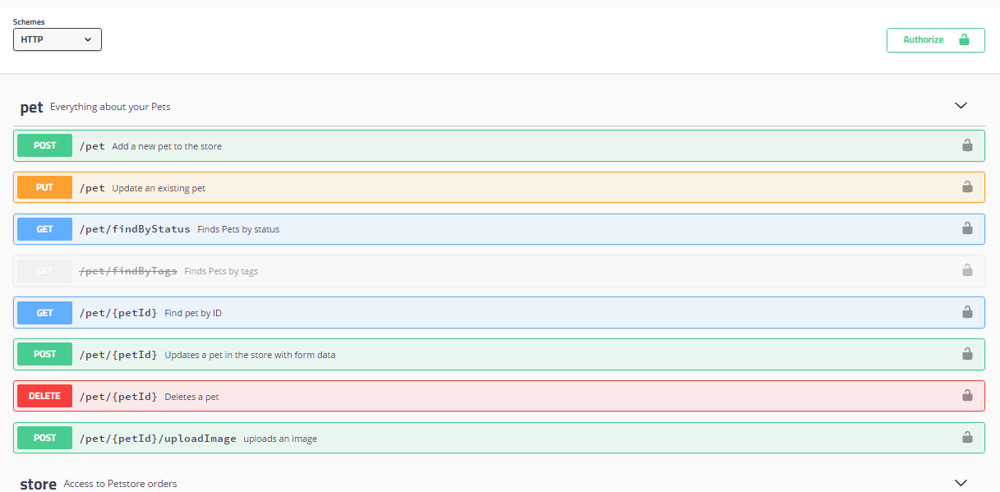 Schemes
HTTP
Authorize
pet Everything about your Pets
POST /pet Add a new pet to the store
PUT /pet Update an existing pet
GET /pet/findByStatus Finds Pets by status
GET /pet/findByTags Finds Pets by tags
GET /pet/{petId} Find pet by ID
POST /pet/{petId} Updates a pet in the store with form data
DELETE /pet/{petId} Deletes a pet
POST /pet/{petId}/uploadImage uploads an image
store Access to Petstore orders